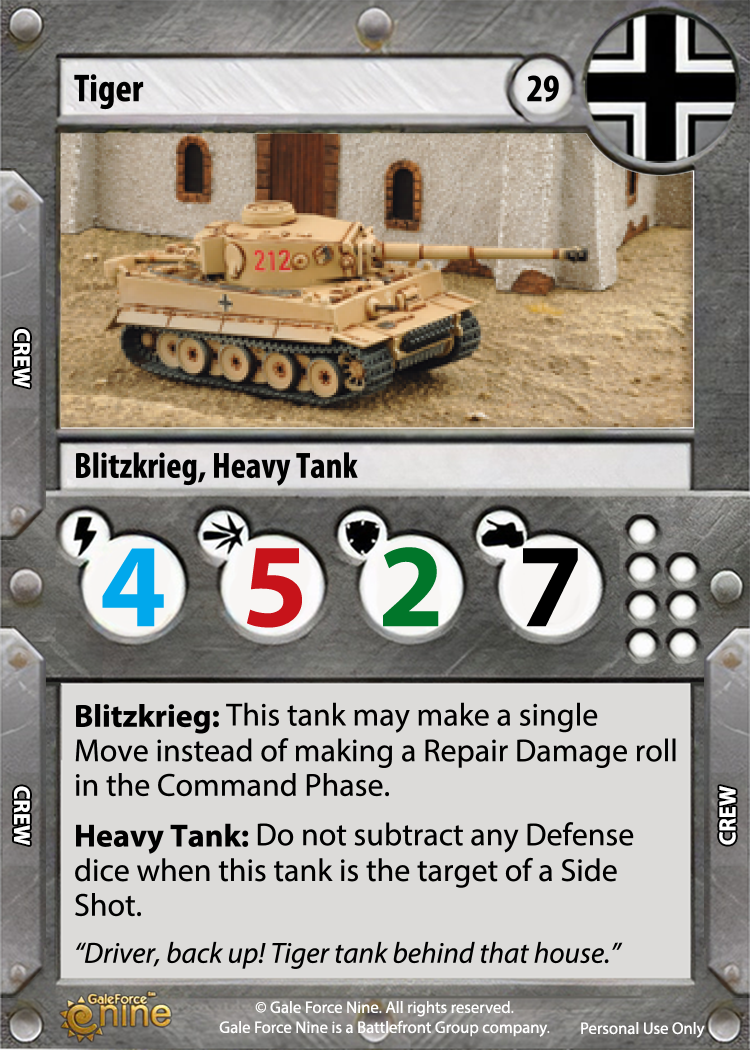 Tiger
29
212
CREW
Blitzkrieg, Heavy Tank
4 5 2 7
Blitzkrieg: This tank may make a single
Move instead of making a Repair Damage roll
in the Command Phase.
CREW
CREW
Heavy Tank: Do not subtract any Defense
dice when this tank is the target of a Side
Shot.
“Driver, back up! Tiger tank behind that house.”
GaleForce™
nine
© Gale Force Nine. All rights reserved.
Gale Force Nine is a Battlefront Group company.
Personal Use Only